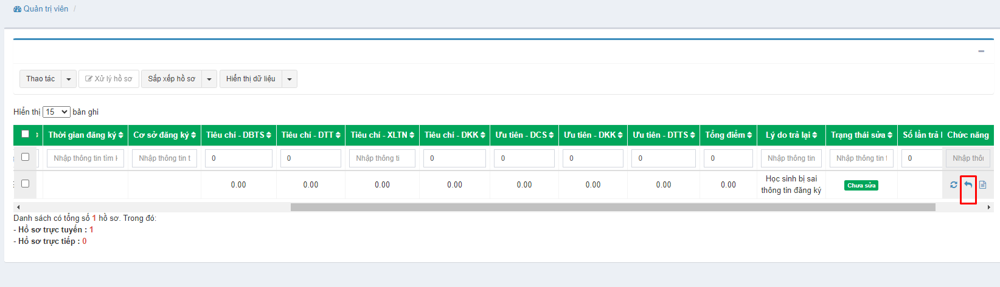 Quản trị viên /
Thao tác Xử lý hồ sơ Sắp xếp hồ sơ Hiển thị dữ liệu
Hiển thị 15 bản ghi
Thời gian đăng ký Cơ sở đăng ký Tiêu chí - DBTS Tiêu chí - DTT Tiêu chí - XLTN Tiêu chí - DKK Ưu tiên - DCS Ưu tiên - DKK Ưu tiên - DTTS Tổng điểm Lý do trả lại Trạng thái sửa Số lần trả l Chức năng
Nhập thông tin tìm k Nhập thông tin t 0 0 Nhập thông ti 0 0 0 0 0 Nhập thông tin Nhập thông tin t 0 Nhập thôn
0.00 0.00 0.00 0.00 0.00 0.00 0.00 0.00 Học sinh bị sai thông tin đăng ký Chưa sửa
Danh sách có tổng số 1 hồ sơ. Trong đó:
- Hồ sơ trực tuyến : 1
- Hồ sơ trực tiếp : 0